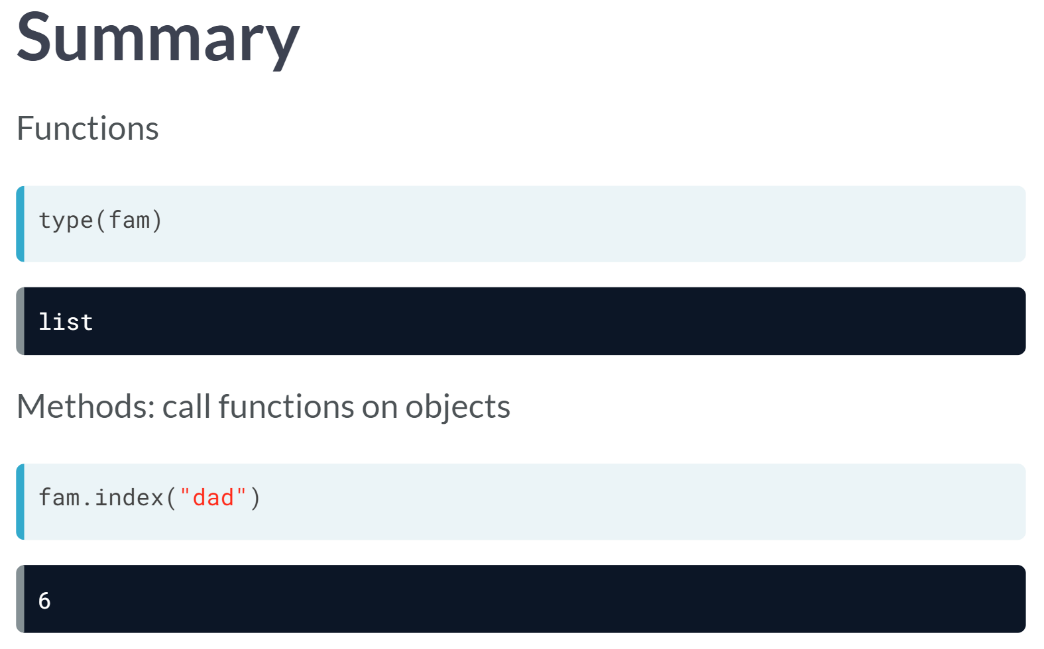 Summary
Functions
type(fam)
list
Methods: call functions on objects
fam.index("dad")
6